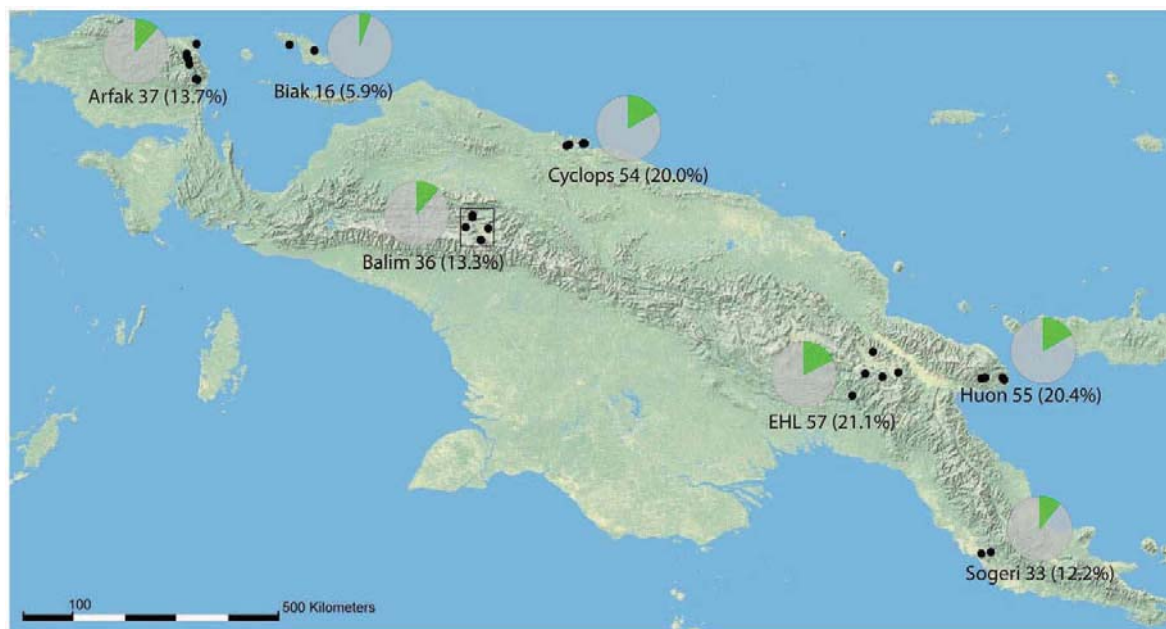 Arfak 37 (13.7%)
Biak 16 (5.9%)
Cyclops 54 (20.0%)
Balim 36 (13.3%)
EHL 57 (21.1%)
Huon 55 (20.4%)
Sogeri 33 (12.2%)
100
500 Kilometers